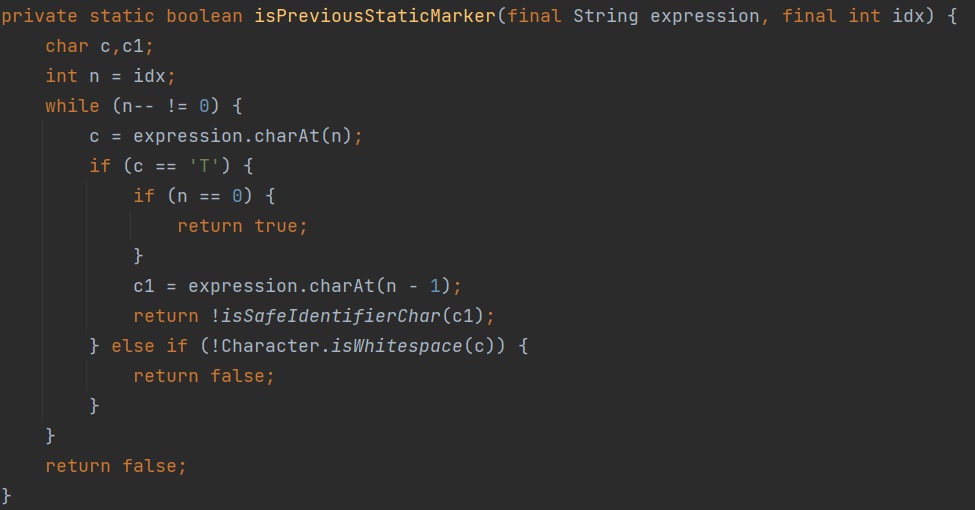 private static boolean isPreviousStaticMarker(final String expression, final int idx) {
    char c,c1;
    int n = idx;
    while (n-- != 0) {
        c = expression.charAt(n);
        if (c == 'T') {
            if (n == 0) {
                return true;
            }
            c1 = expression.charAt(n - 1);
            return !isSafeIdentifierChar(c1);
        } else if (!Character.isWhitespace(c)) {
            return false;
        }
    }
    return false;
}